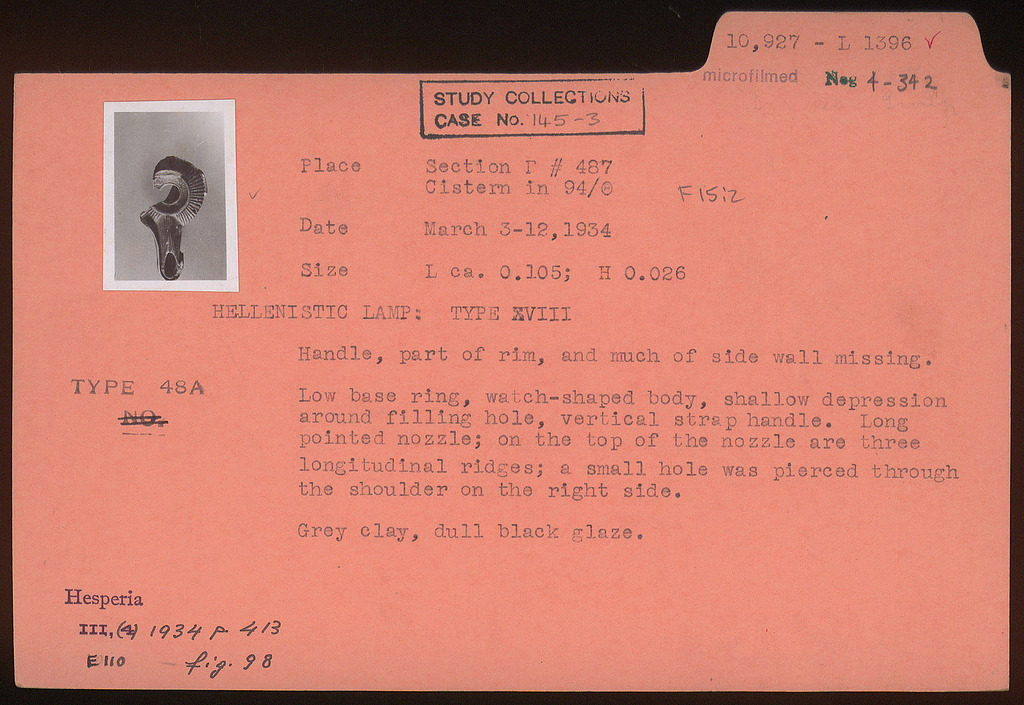 10,927 - L 1396 ✓
microfilmed Neg 4-342
STUDY COLLECTIONS
CASE No. 145-3
Place Section Γ # 487
Cistern in 94/
F 15:2
Date March 3-12,1934
Size L ca. 0.105; H 0.026
HELLENISTIC LAMP: TYPE XVIII
Handle, part of rim, and much of side wall missing.
TYPE 48A
NO.
Low base ring, watch-shaped body, shallow depression
around filling hole, vertical strap handle. Long
pointed nozzle; on the top of the nozzle are three
longitudinal ridges; a small hole was pierced through
the shoulder on the right side.
Grey clay, dull black glaze.
Hesperia
III, (4) 1934 P. 413
E 110 fig. 98